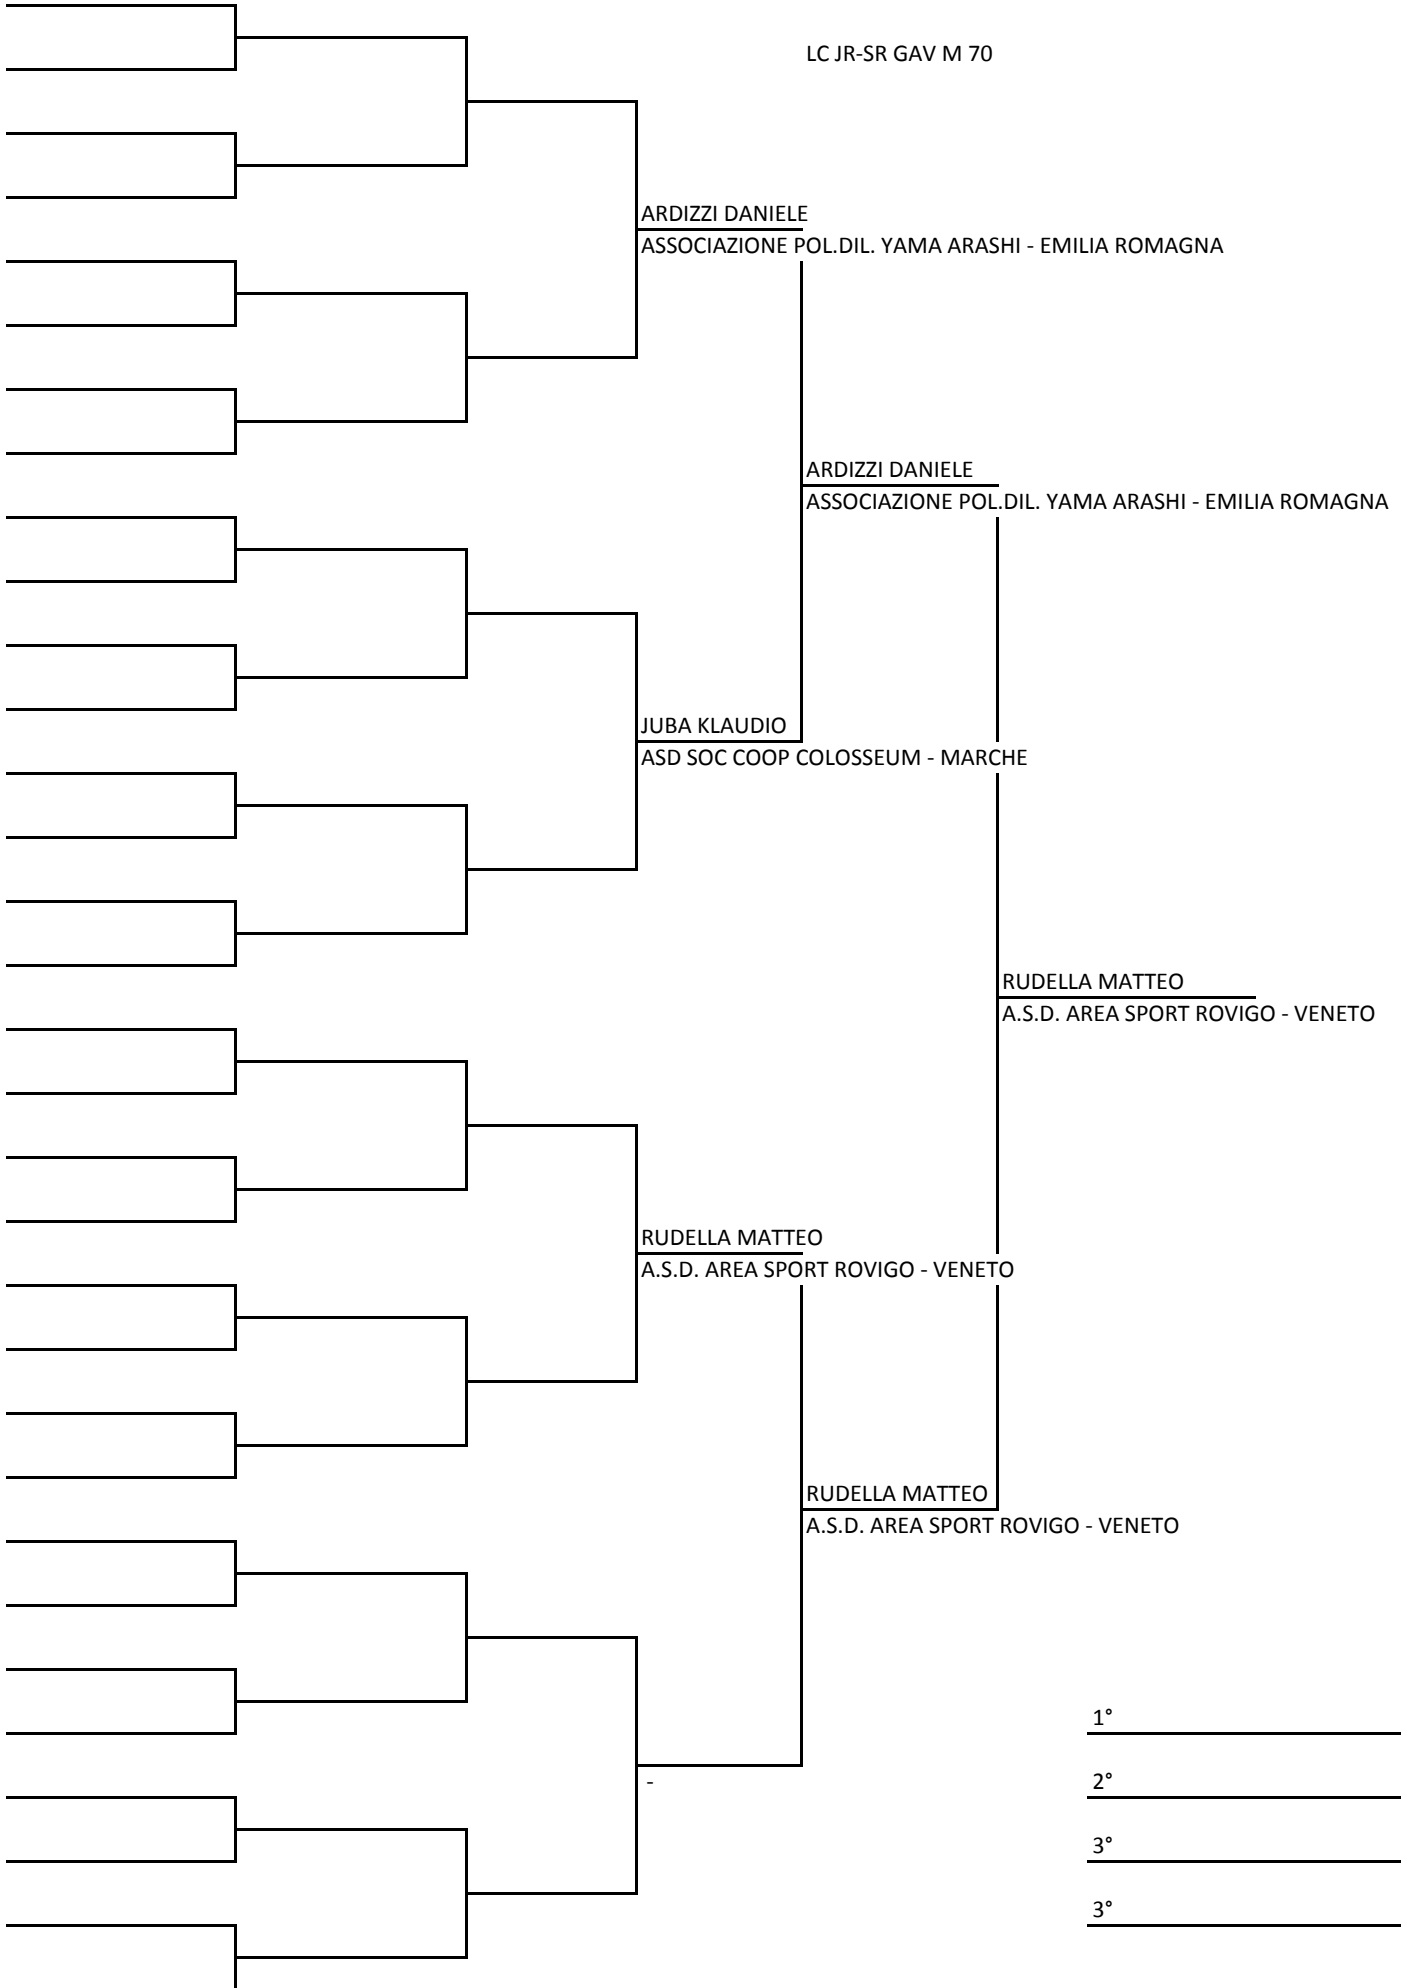 LC JR-SR GAV M 70
ARDIZZI DANIELE
ASSOCIAZIONE POL.DIL. YAMA ARASHI - EMILIA ROMAGNA
ARDIZZI DANIELE
ASSOCIAZIONE POL.DIL. YAMA ARASHI - EMILIA ROMAGNA
JUBA KLAUDIO
ASD SOC COOP COLOSSEUM - MARCHE
RUDELLA MATTEO
A.S.D. AREA SPORT ROVIGO - VENETO
RUDELLA MATTEO
A.S.D. AREA SPORT ROVIGO - VENETO
RUDELLA MATTEO
A.S.D. AREA SPORT ROVIGO - VENETO
1°
-
2°
3°
3°